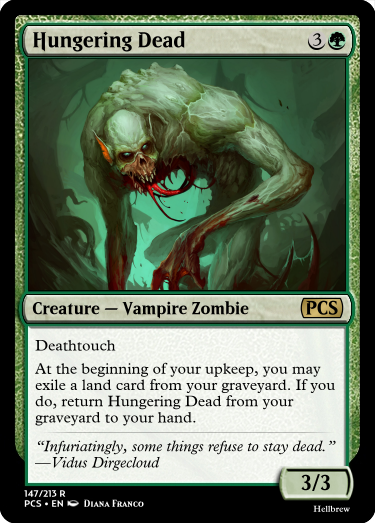 Hungering Dead 3
Creature — Vampire Zombie PCS
Deathtouch
At the beginning of your upkeep, you may
exile a land card from your graveyard. If you
do, return Hungering Dead from your
graveyard to your hand.
“Infuriatingly, some things refuse to stay dead.”
—Vidus Dirgecloud
3/3
147/213 R
PCS • EN Diana Franco
Hellbrew